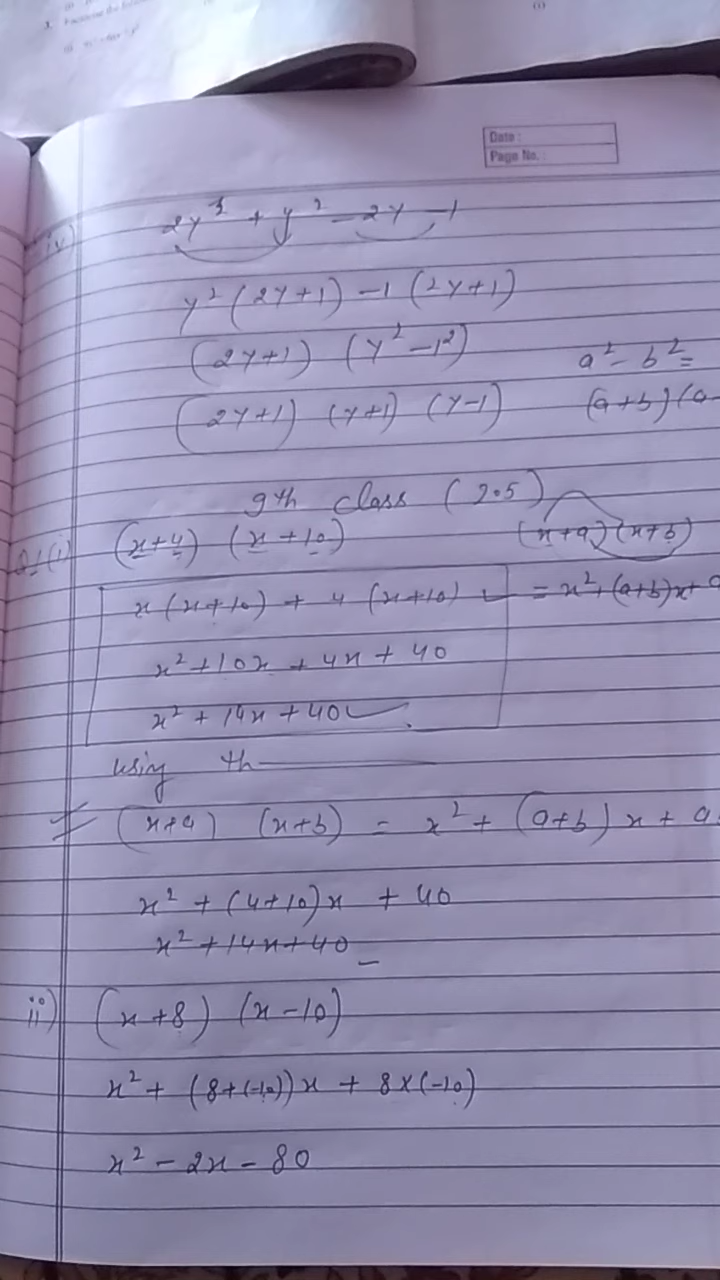 3.
(i)
Date :
Page No. :
iv) 2y³ + y² - 2y - 1
y² (2y+1) - 1 (2y+1)
(2y+1) (y² - 1²)
a² - b² =
(2y+1) (y+1) (y-1)
(a+b) (a-
9th class (2.5)
Q1(i) (x+4) (x+10)
(x+a) (x+b)
x(x+10) + 4 (x+10)
= x² + (a+b)x + a
x² + 10x + 4x + 40
x² + 14x + 40
using th
(x+a) (x+b) = x² + (a+b) x + a
x² + (4+10)x + 40
x² + 14x + 40
ii) (x+8) (x-10)
x² + (8+(-10))x + 8×(-10)
x² - 2x - 80